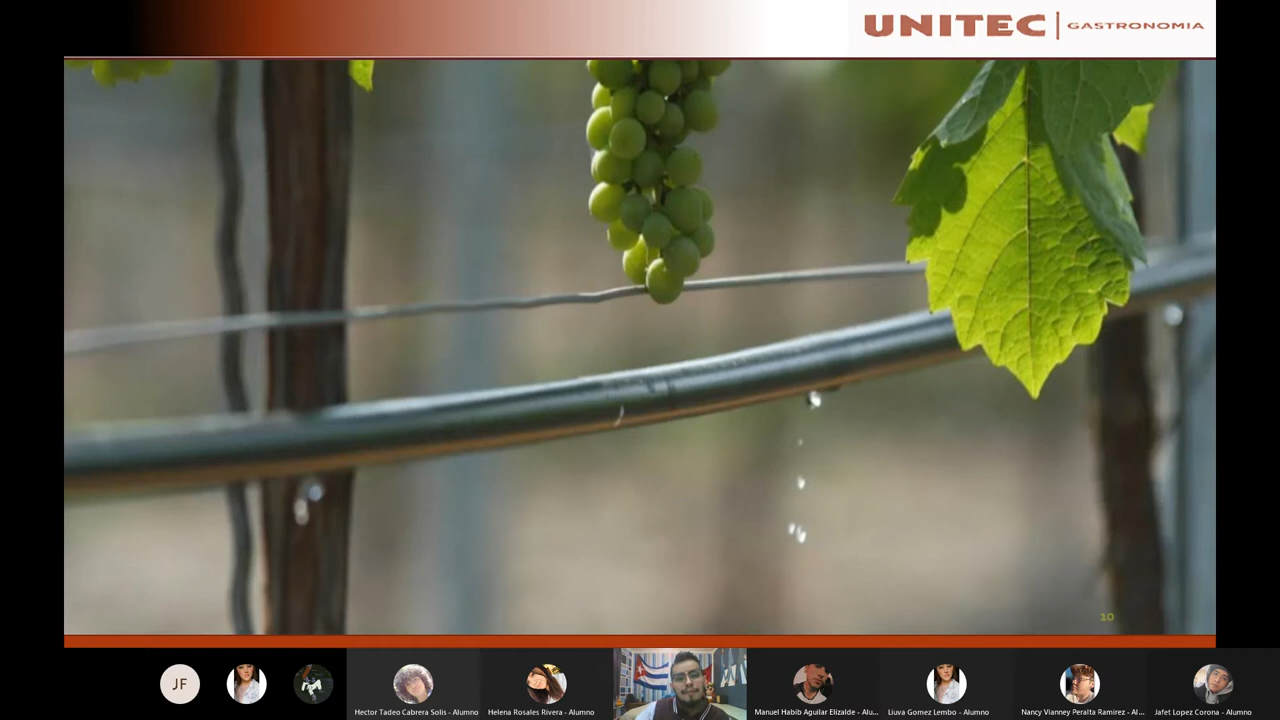 UNITEC | GASTRONOMIA
10
JF
Hector Tadeo Cabrera Solis - Alumno
Helena Rosales Rivera - Alumno
Manuel Habib Aguilar Elizalde - Alu...
Liuva Gomez Lembo - Alumno
Nancy Vianney Peralta Ramirez - Al...
Jafet Lopez Corona - Alumno